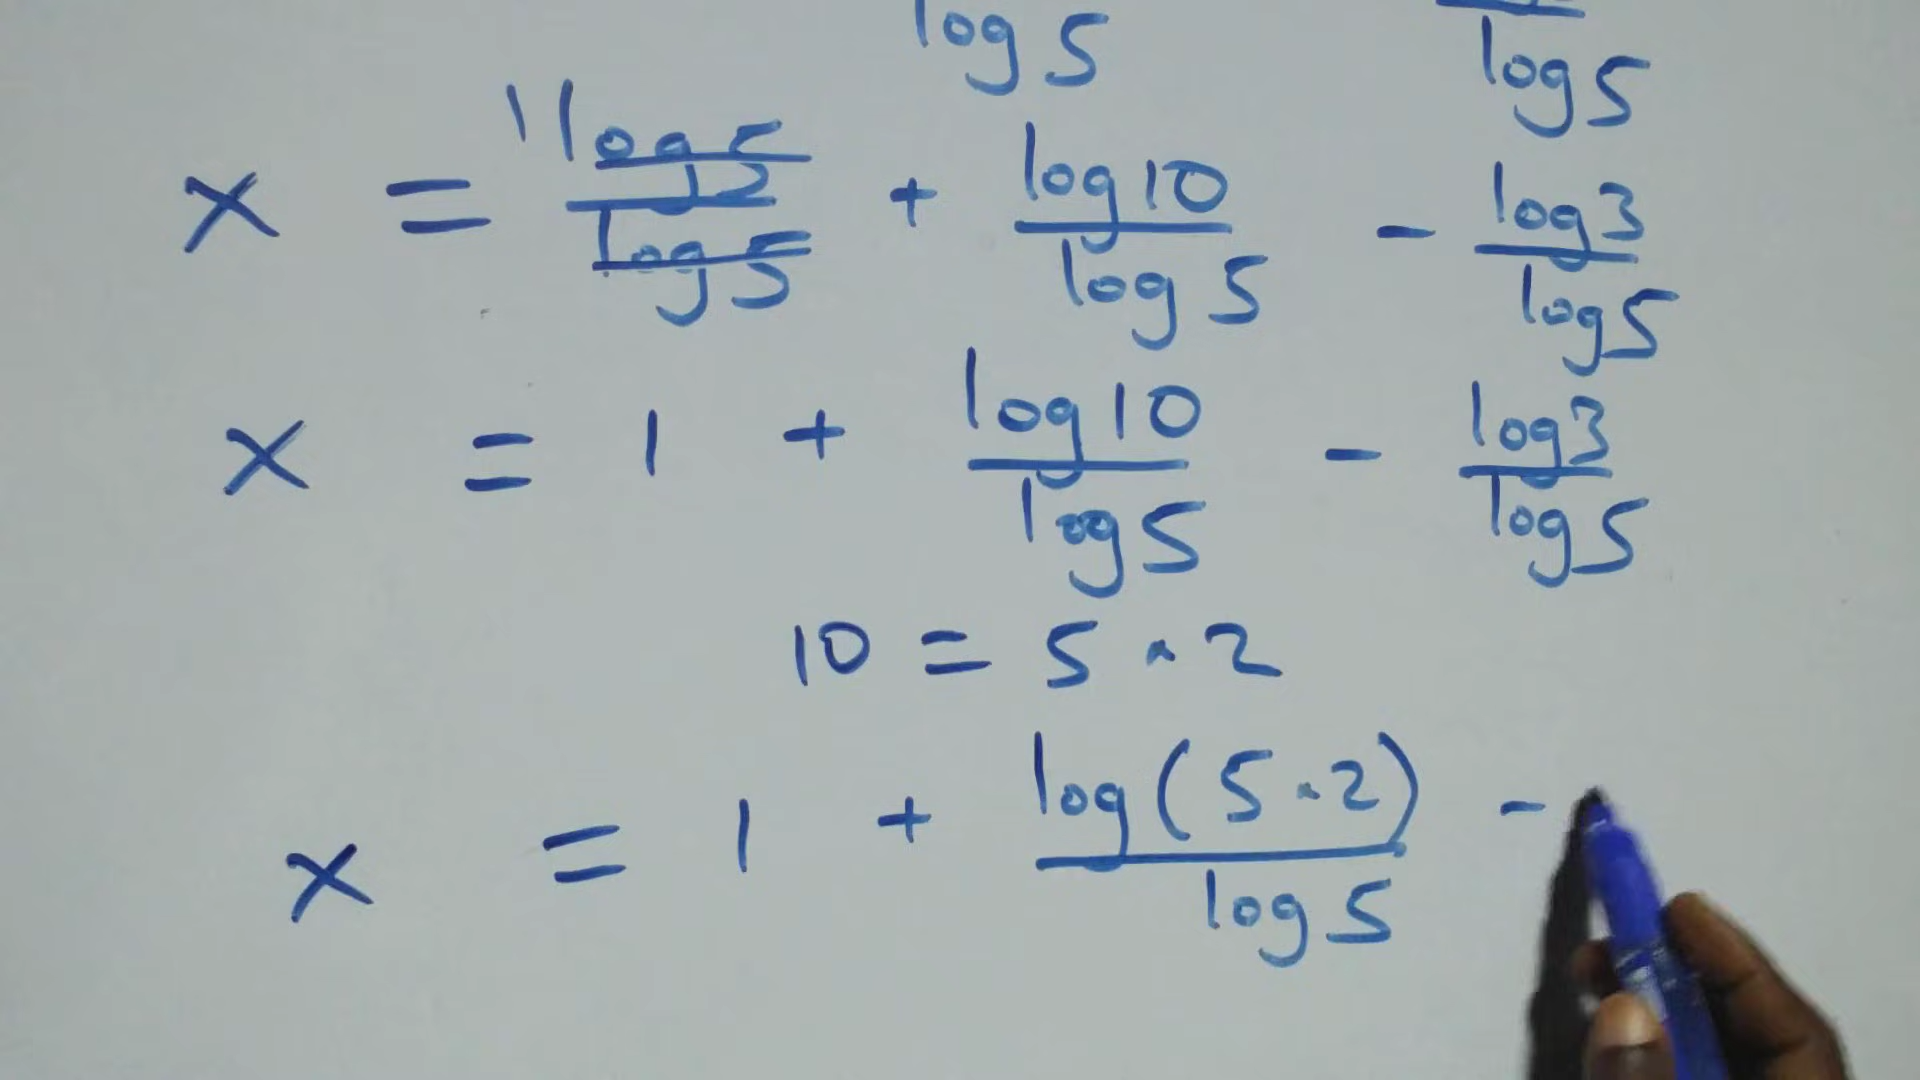 log 5 log 5
x = 1 log 5 / log 5 + log 10 / log 5 - log 3 / log 5
x = 1 + log 10 / log 5 - log 3 / log 5
10 = 5 · 2
x = 1 + log ( 5 · 2 ) / log 5 -